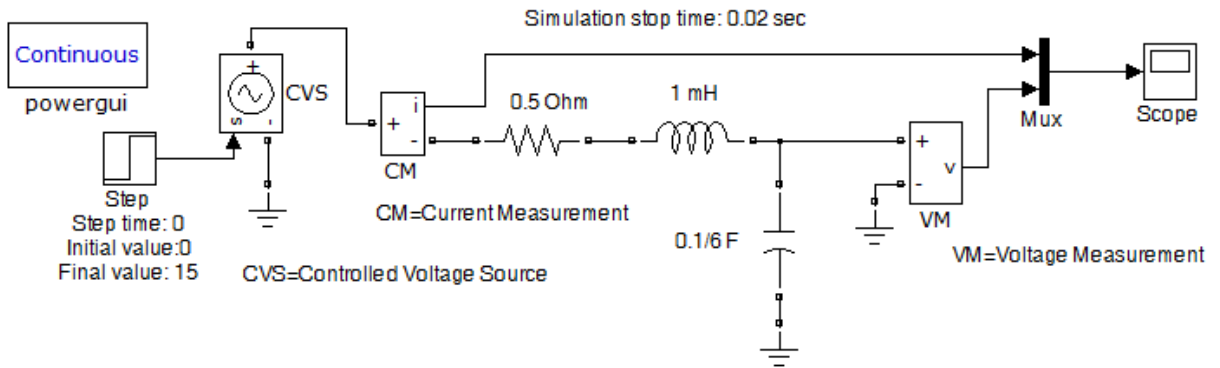 Simulation stop time: 0.02 sec
Continuous
powergui
+
CVS
s
-
i
+
-
CM
0.5 Ohm
1 mH
+
v
-
VM
Mux
Scope
Step
Step time: 0
Initial value:0
Final value: 15
CM=Current Measurement
0.1/6 F
CVS=Controlled Voltage Source
VM=Voltage Measurement